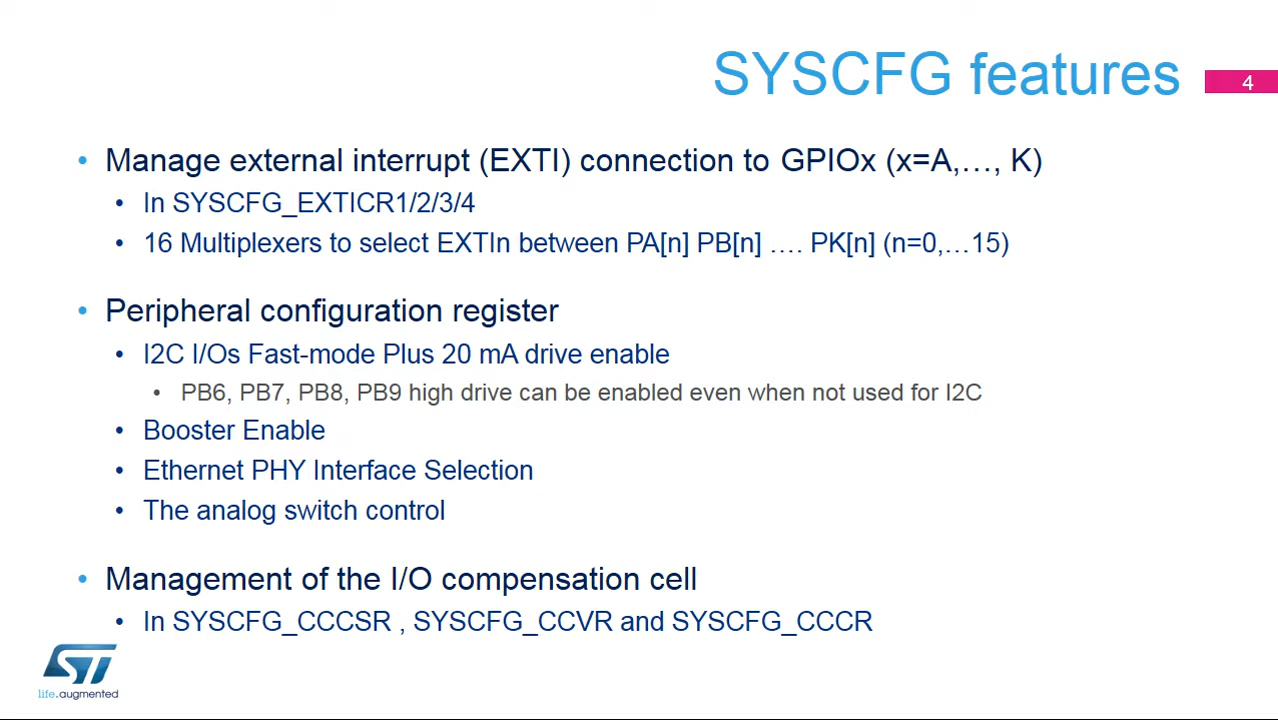 SYSCFG features
4
• Manage external interrupt (EXTI) connection to GPIOx (x=A,…, K)
• In SYSCFG_EXTICR1/2/3/4
• 16 Multiplexers to select EXTIn between PA[n] PB[n] …. PK[n] (n=0,…15)
• Peripheral configuration register
• I2C I/Os Fast-mode Plus 20 mA drive enable
• PB6, PB7, PB8, PB9 high drive can be enabled even when not used for I2C
• Booster Enable
• Ethernet PHY Interface Selection
• The analog switch control
• Management of the I/O compensation cell
• In SYSCFG_CCCSR , SYSCFG_CCVR and SYSCFG_CCCR
ST
life.augmented